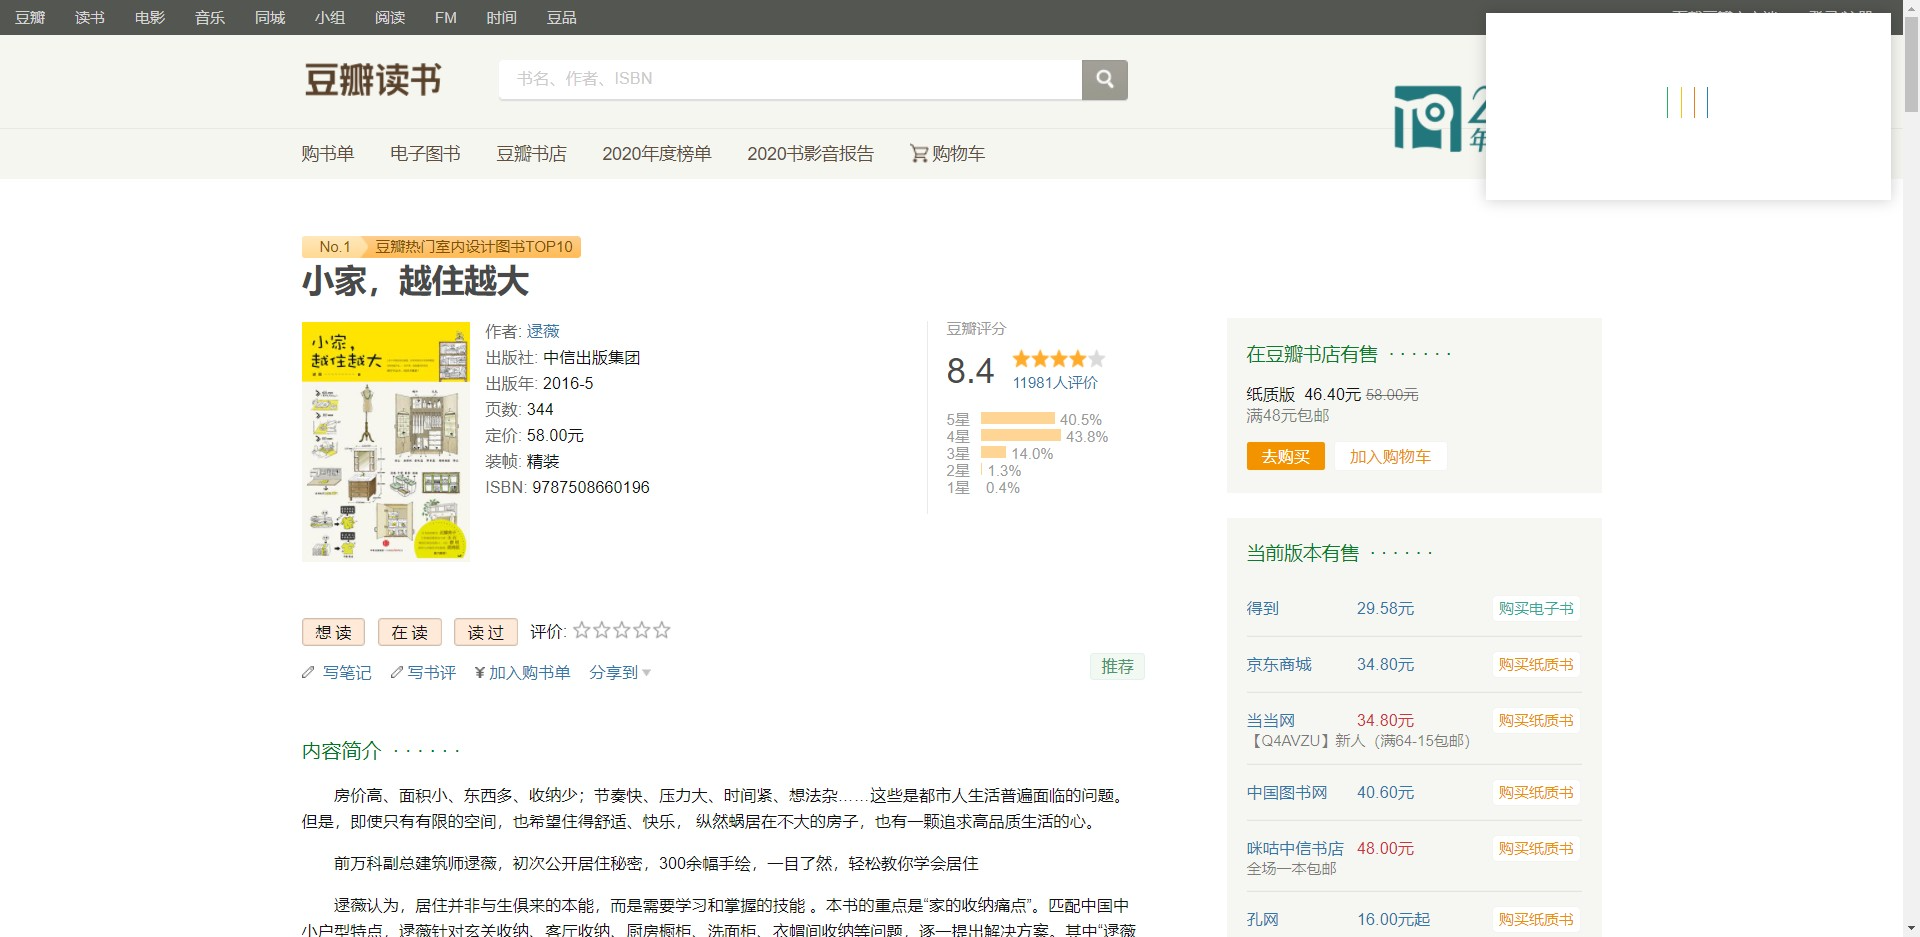 豆瓣 读书 电影 音乐 同城 小组 阅读 FM 时间 豆品
豆瓣读书
书名、作者、ISBN
购书单 电子图书 豆瓣书店 2020年度榜单 2020书影音报告 购物车
No.1 豆瓣热门室内设计图书TOP10
小家，越住越大
小家，
越住越大
作者: 逯薇
出版社: 中信出版集团
出版年: 2016-5
页数: 344
定价: 58.00元
装帧: 精装
ISBN: 9787508660196
豆瓣评分
8.4
11981人评价
5星 40.5%
4星 43.8%
3星 14.0%
2星 1.3%
1星 0.4%
想读 在读 读过 评价:
写笔记 写书评 ¥加入购书单 分享到
推荐
内容简介 · · · · · ·
房价高、面积小、东西多、收纳少；节奏快、压力大、时间紧、想法杂……这些是都市人生活普遍面临的问题。
但是，即使只有有限的空间，也希望住得舒适、快乐， 纵然蜗居在不大的房子，也有一颗追求高品质生活的心。
前万科副总建筑师逯薇，初次公开居住秘密，300余幅手绘，一目了然，轻松教你学会居住
逯薇认为，居住并非与生俱来的本能，而是需要学习和掌握的技能 。本书的重点是“家的收纳痛点”。匹配中国中
小户型特点，逯薇针对玄关收纳、客厅收纳、厨房橱柜、洗面柜、衣帽间收纳等问题，逐一提出解决方案。其中“逯薇
在豆瓣书店有售 · · · · · ·
纸质版 46.40元 58.00元
满48元包邮
去购买 加入购物车
当前版本有售 · · · · · ·
得到 29.58元 购买电子书
京东商城 34.80元 购买纸质书
当当网 34.80元 购买纸质书
【Q4AVZU】新人（满64-15包邮）
中国图书网 40.60元 购买纸质书
咪咕中信书店 48.00元 购买纸质书
全场一本包邮
孔网 16.00元起 购买纸质书